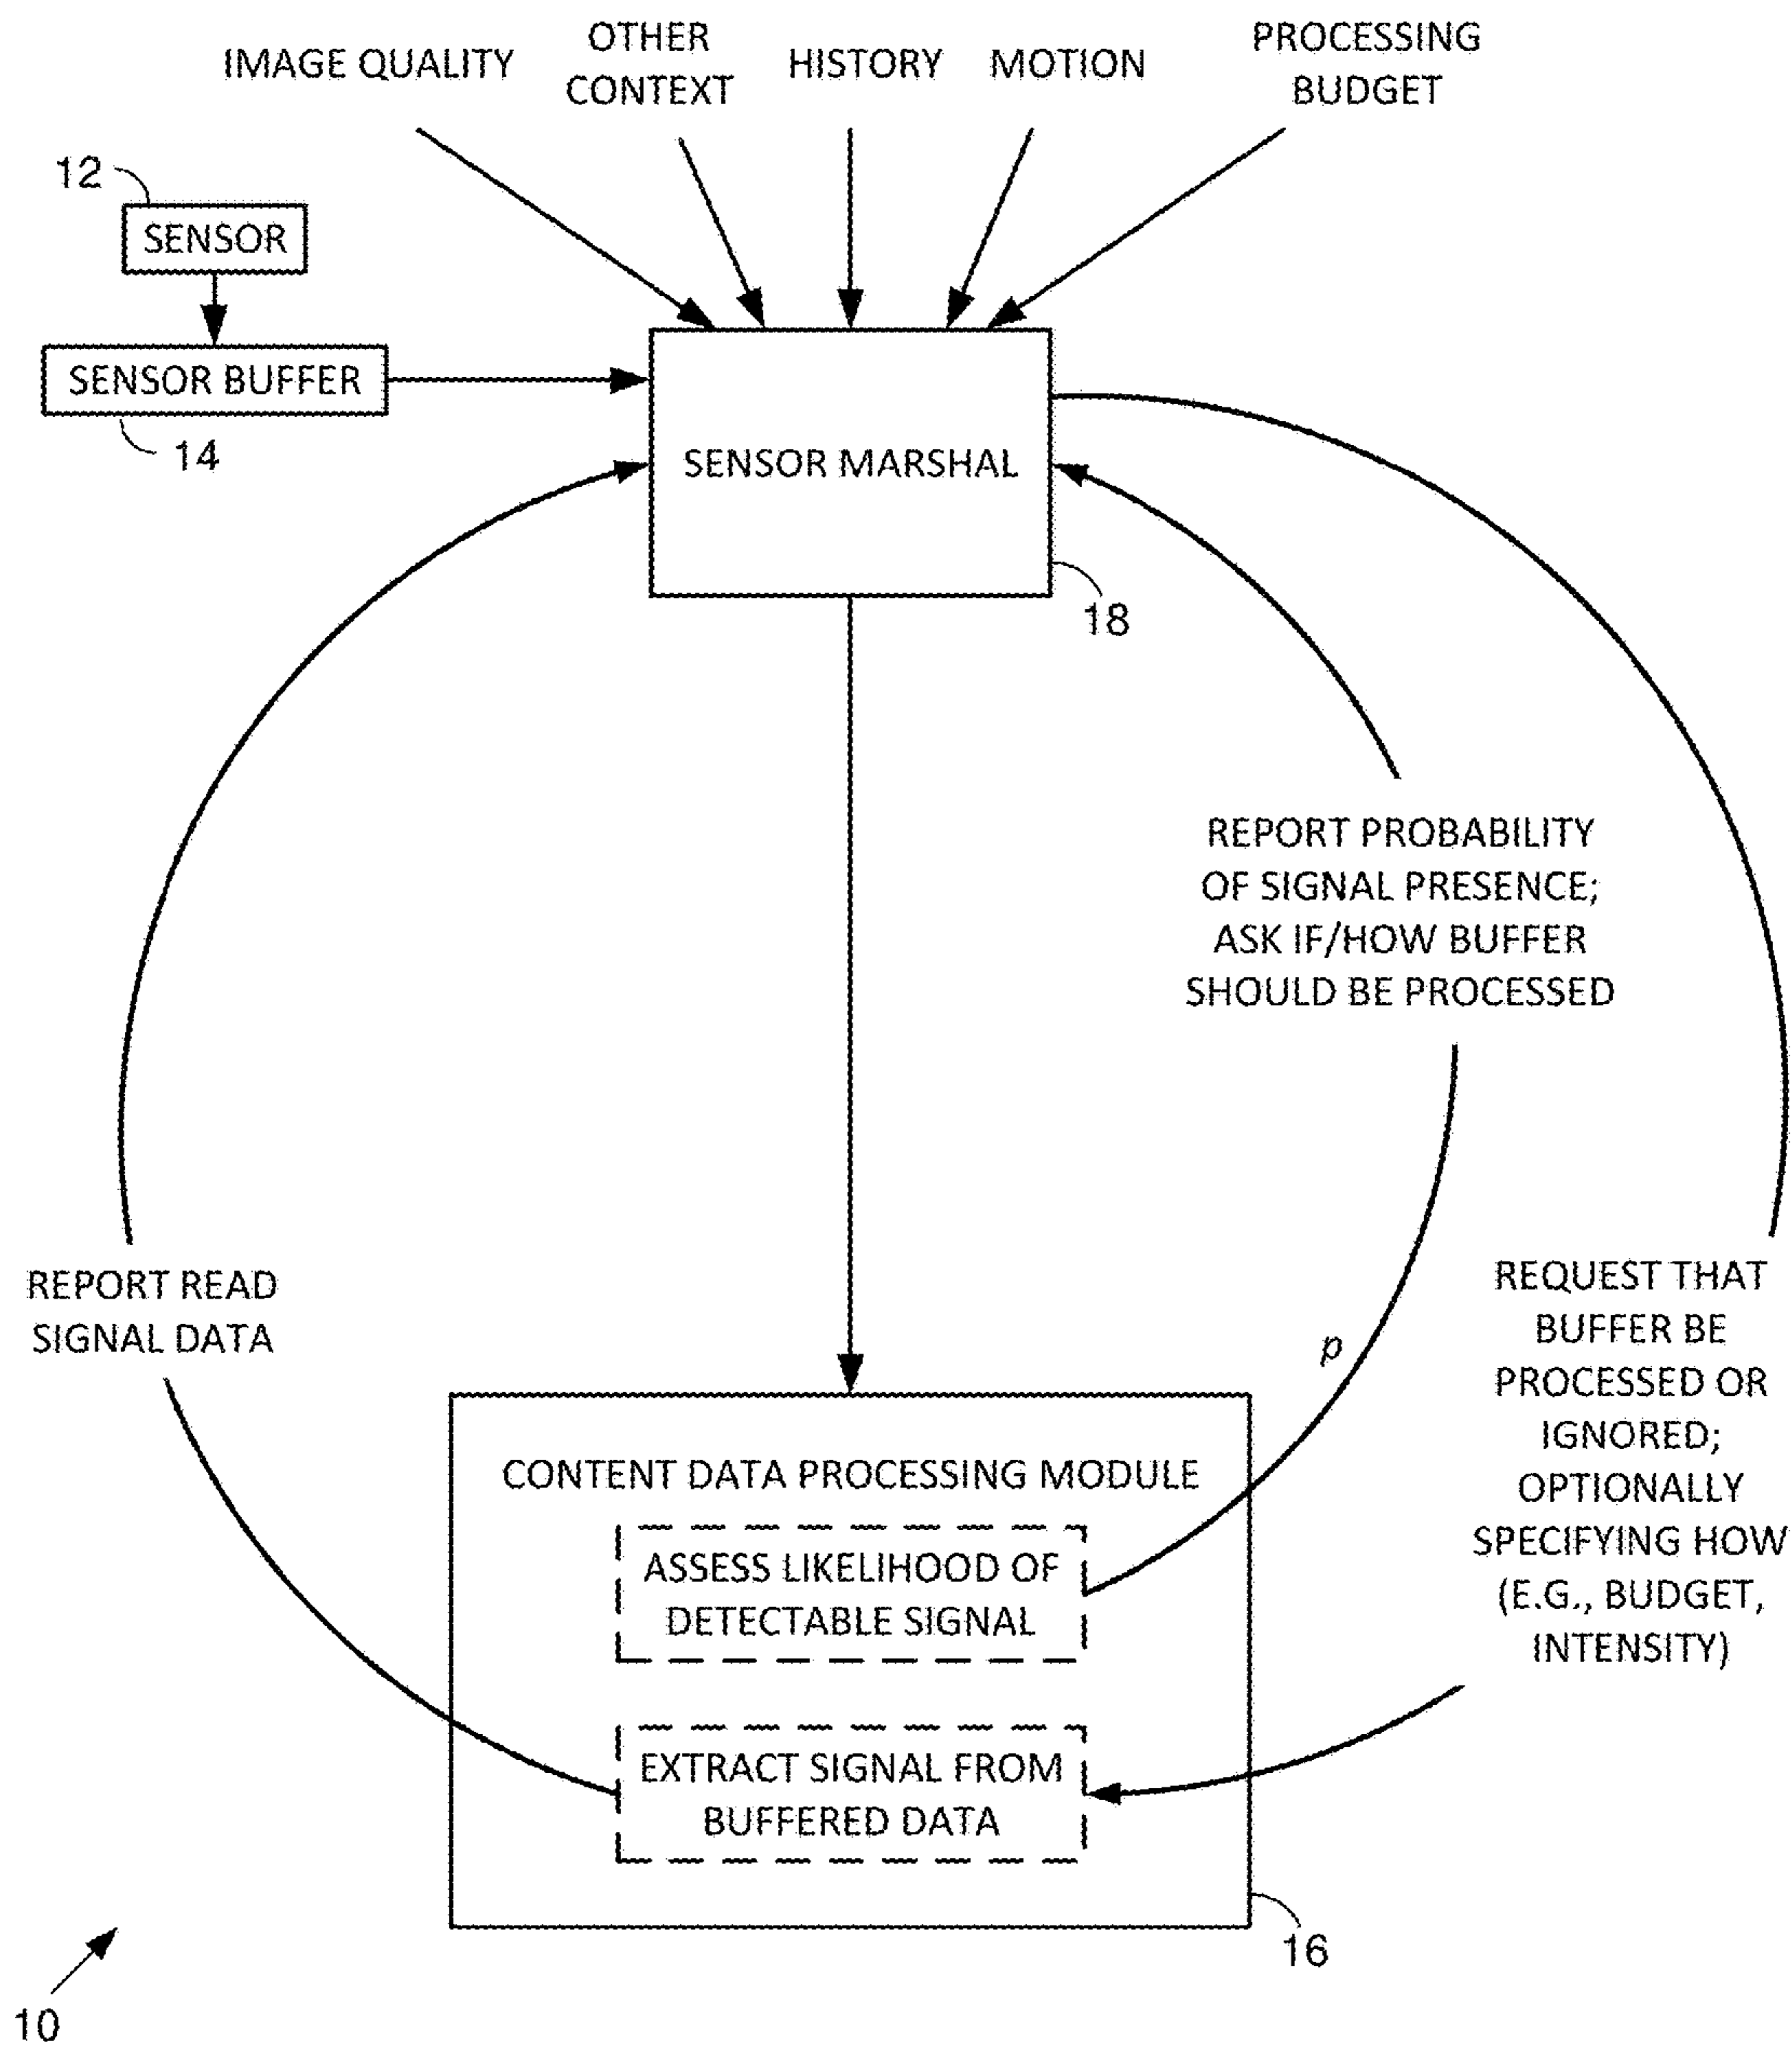 IMAGE QUALITY
OTHER
CONTEXT
HISTORY
MOTION
PROCESSING
BUDGET
12
SENSOR
SENSOR BUFFER
14
SENSOR MARSHAL
18
REPORT PROBABILITY
OF SIGNAL PRESENCE;
ASK IF/HOW BUFFER
SHOULD BE PROCESSED
REPORT READ
SIGNAL DATA
p
REQUEST THAT
BUFFER BE
PROCESSED OR
IGNORED;
OPTIONALLY
SPECIFYING HOW
(E.G., BUDGET,
INTENSITY)
CONTENT DATA PROCESSING MODULE
ASSESS LIKELIHOOD OF
DETECTABLE SIGNAL
EXTRACT SIGNAL FROM
BUFFERED DATA
16
10